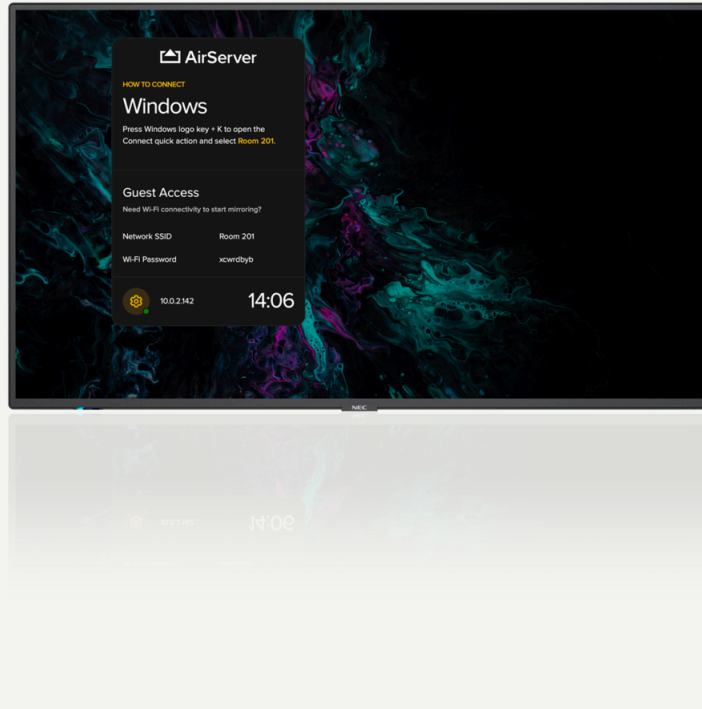 AirServer
HOW TO CONNECT
Windows
Press Windows logo key + K to open the
Connect quick action and select Room 201.
Guest Access
Need Wi-Fi connectivity to start mirroring?
Network SSID Room 201
Wi-Fi Password xcwrdbyb
10.0.2.142 14:06
NEC